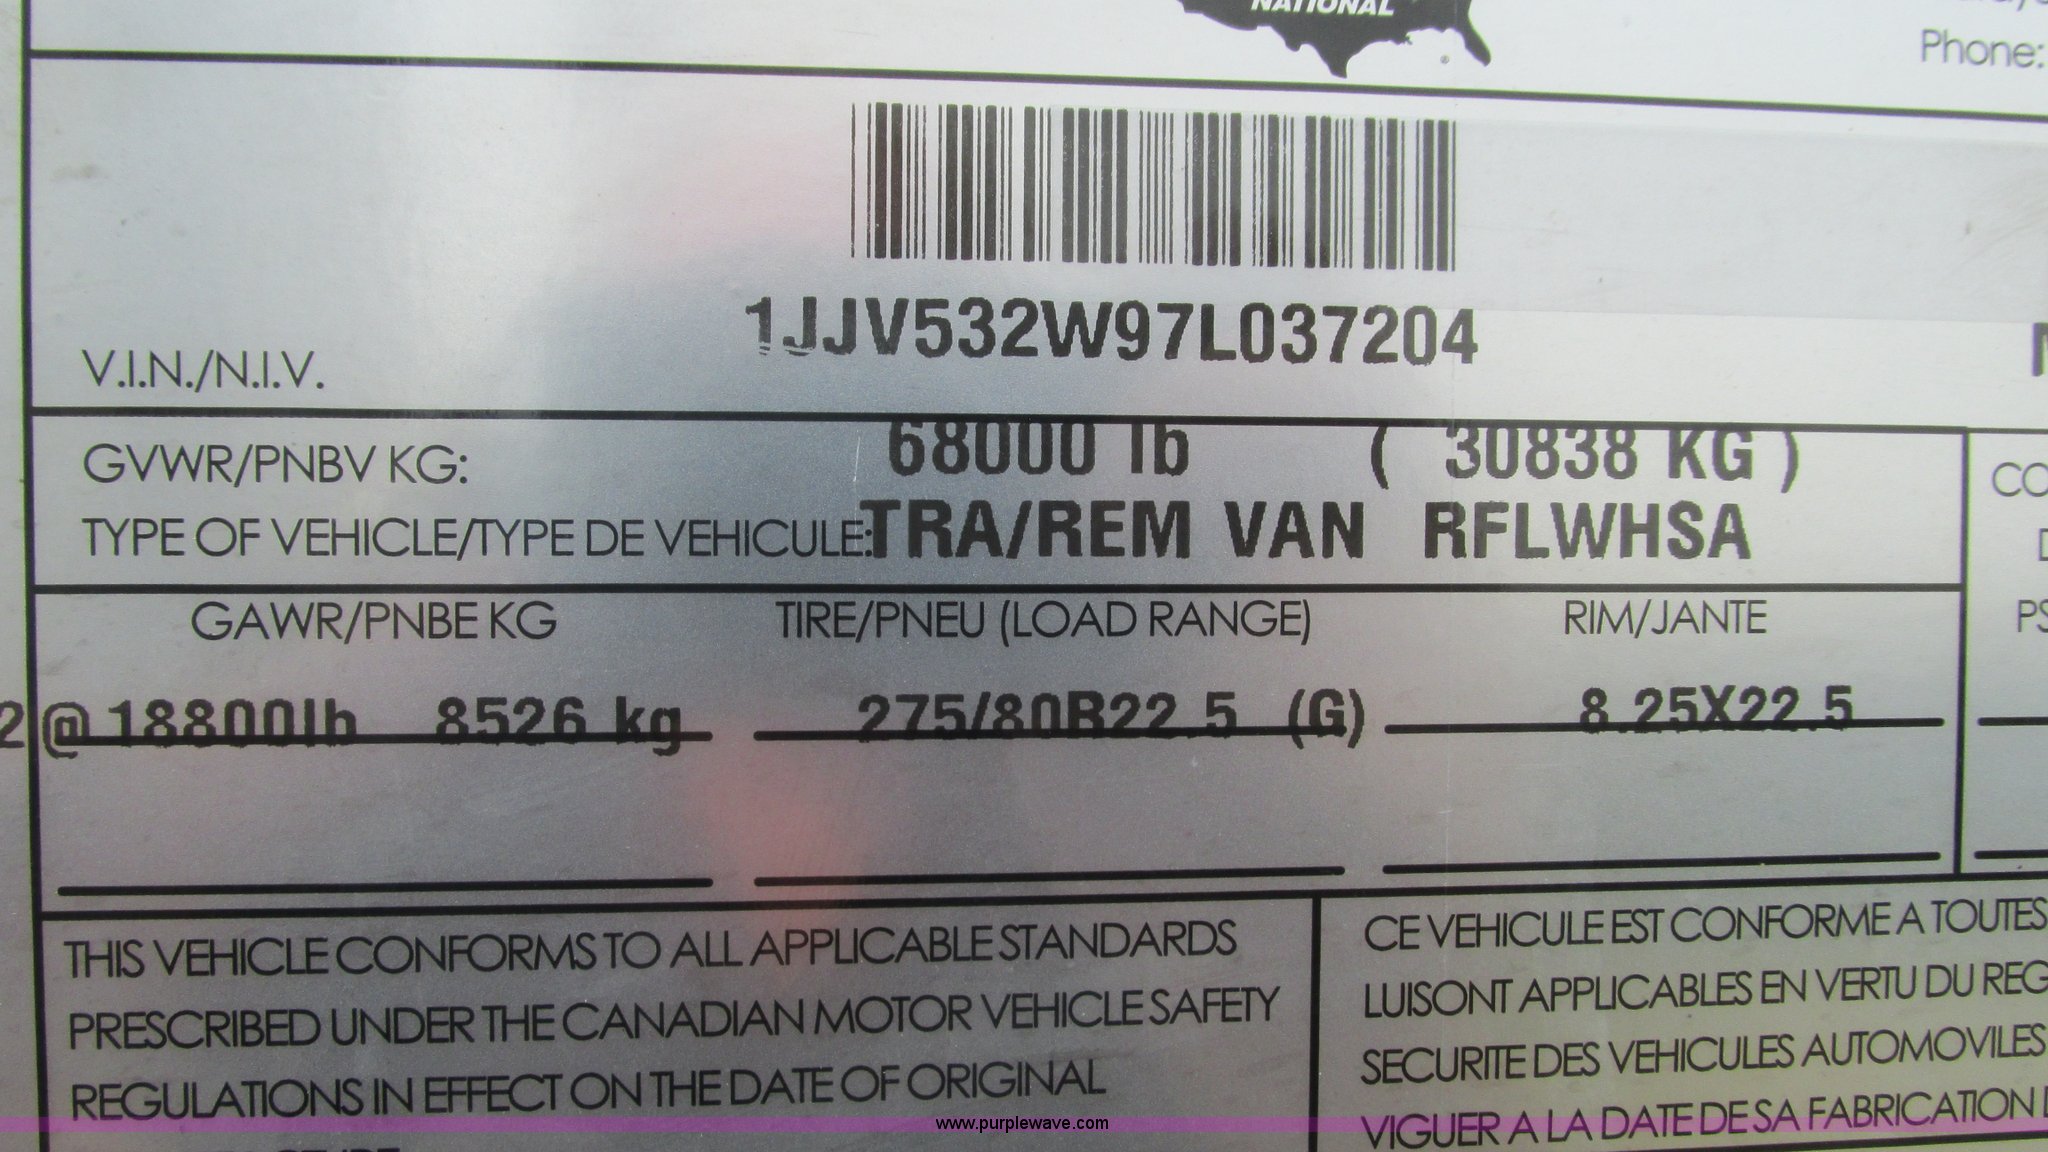 NATIONAL
Phone:
1JJV532W97L037204
V.I.N./N.I.V.
GVWR/PNBV KG: 68000 lb ( 30838 KG )
TYPE OF VEHICLE/TYPE DE VEHICULE: TRA/REM VAN RFLWHSA
GAWR/PNBE KG TIRE/PNEU (LOAD RANGE) RIM/JANTE
2 @ 18800lb 8526 kg 275/80R22.5 (G) 8.25X22.5
THIS VEHICLE CONFORMS TO ALL APPLICABLE STANDARDS
PRESCRIBED UNDER THE CANADIAN MOTOR VEHICLE SAFETY
REGULATIONS IN EFFECT ON THE DATE OF ORIGINAL
CE VEHICULE EST CONFORME A TOUTES
LUISONT APPLICABLES EN VERTU DU REG
SECURITE DES VEHICULES AUTOMOVILES
VIGUER A LA DATE DE SA FABRICATION
www.purplewave.com